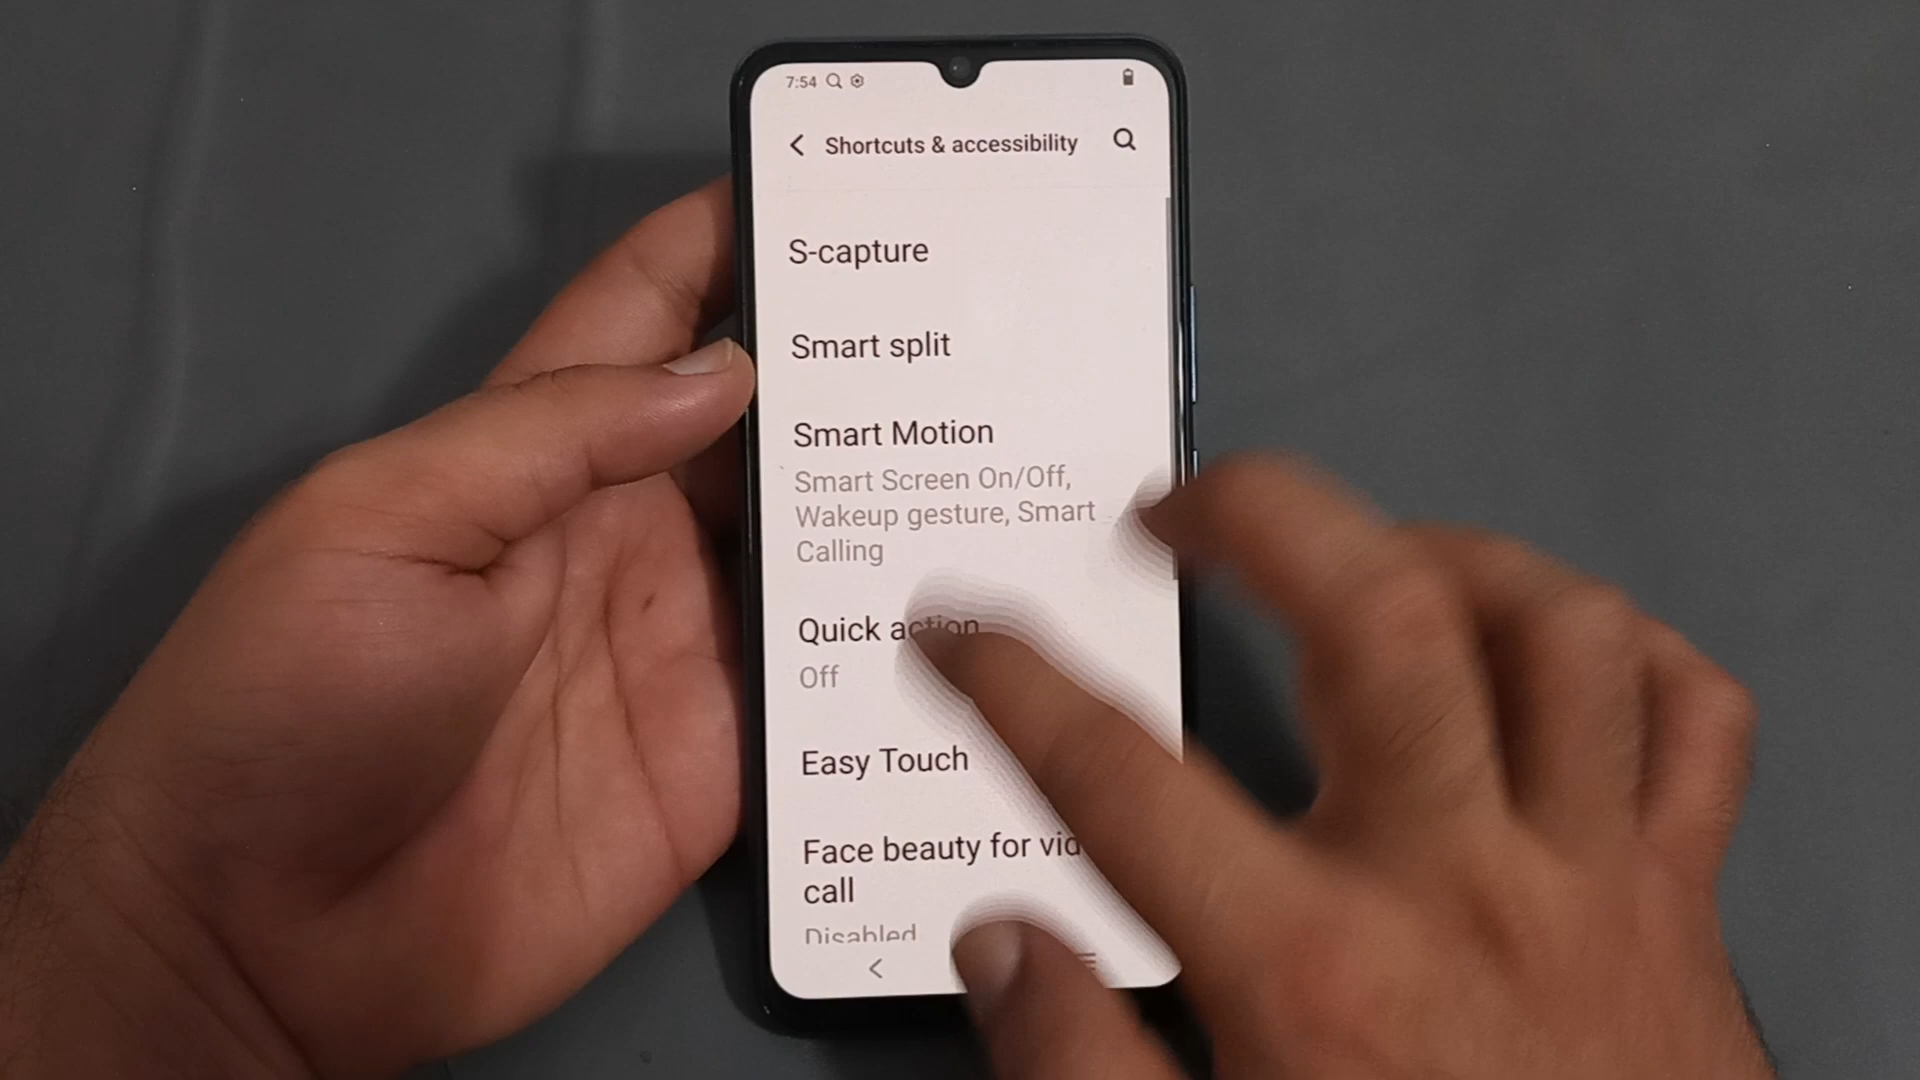 7:54
Shortcuts & accessibility
S-capture
Smart split
Smart Motion
Smart Screen On/Off,
Wakeup gesture, Smart
Calling
Quick action
Off
Easy Touch
Face beauty for vid
call
Disabled